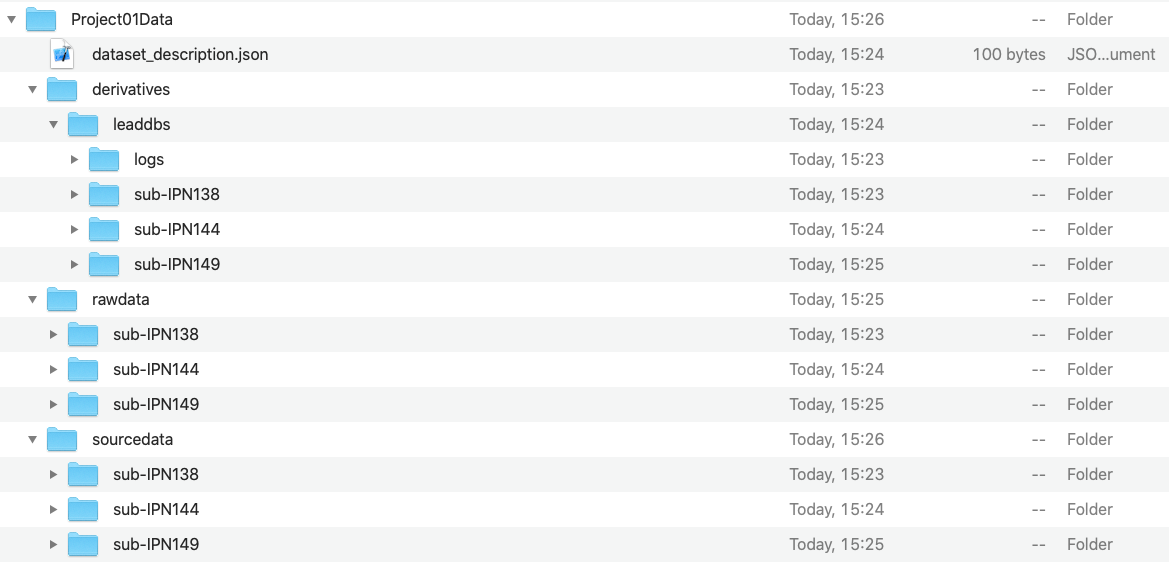 Project01Data Today, 15:26 -- Folder
dataset_description.json Today, 15:24 100 bytes JSO...ument
derivatives Today, 15:23 -- Folder
leaddbs Today, 15:24 -- Folder
logs Today, 15:23 -- Folder
sub-IPN138 Today, 15:23 -- Folder
sub-IPN144 Today, 15:24 -- Folder
sub-IPN149 Today, 15:25 -- Folder
rawdata Today, 15:25 -- Folder
sub-IPN138 Today, 15:23 -- Folder
sub-IPN144 Today, 15:24 -- Folder
sub-IPN149 Today, 15:25 -- Folder
sourcedata Today, 15:26 -- Folder
sub-IPN138 Today, 15:23 -- Folder
sub-IPN144 Today, 15:24 -- Folder
sub-IPN149 Today, 15:25 -- Folder